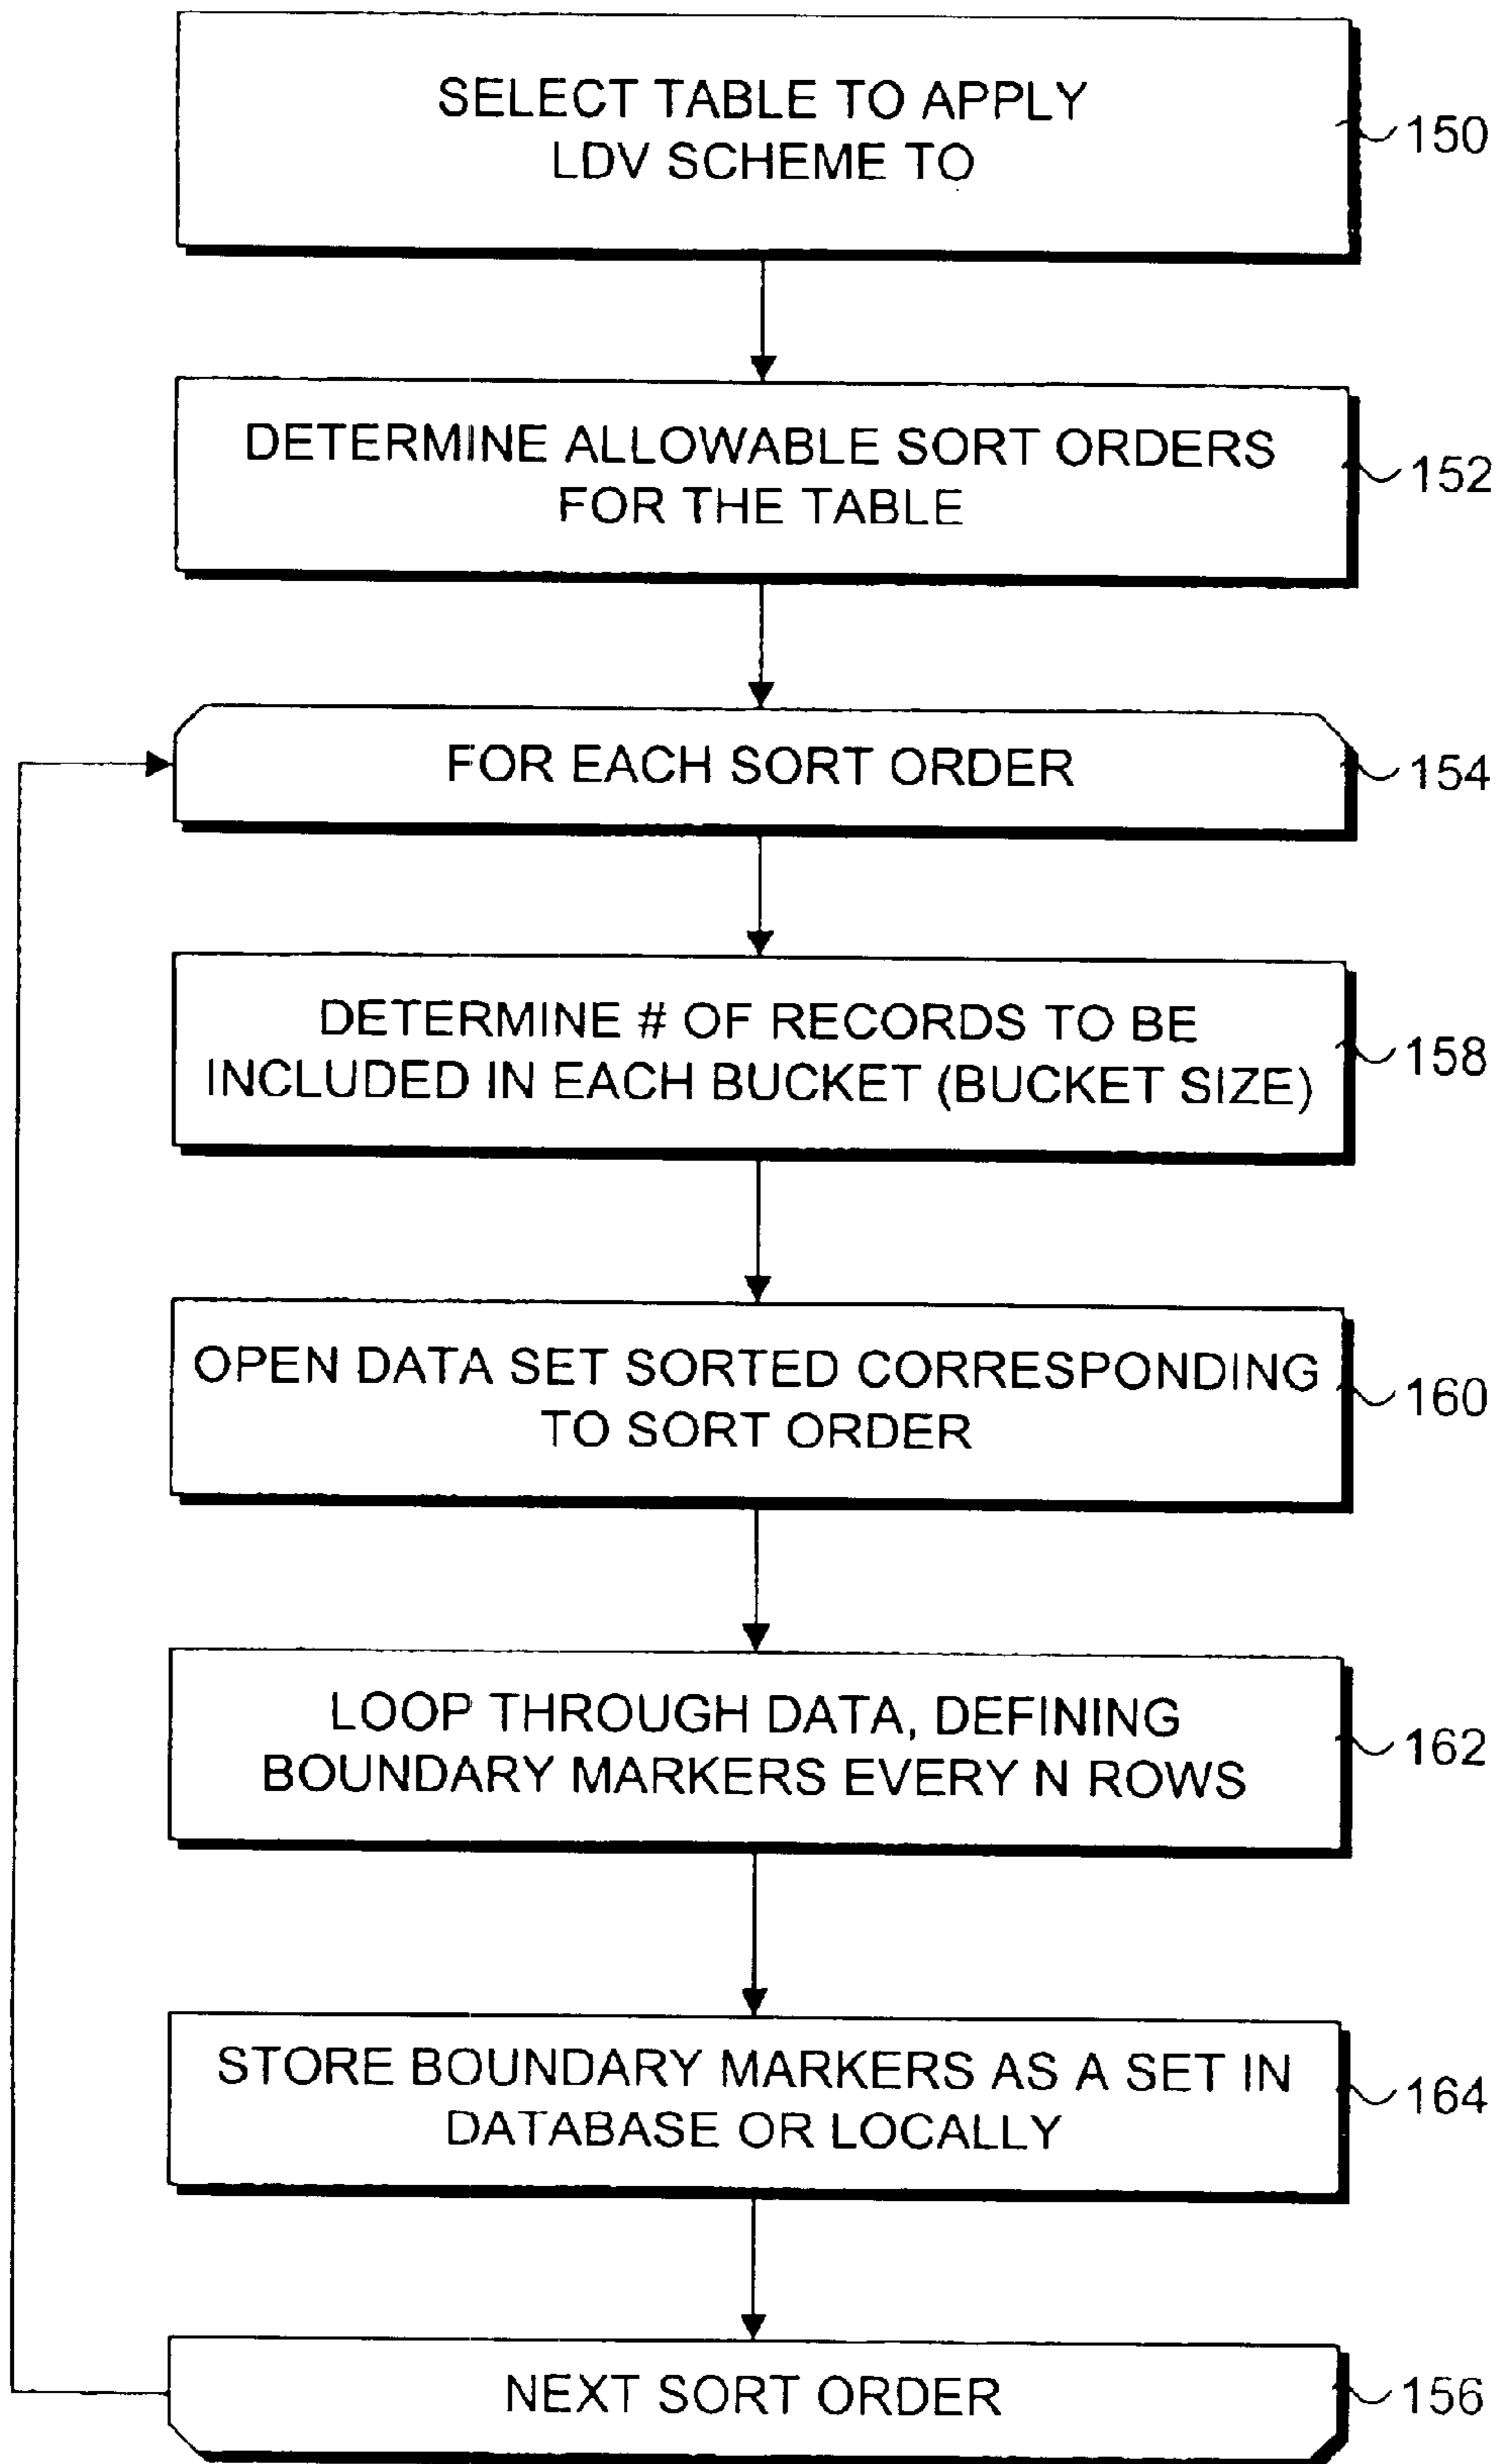 SELECT TABLE TO APPLY
LDV SCHEME TO
150
DETERMINE ALLOWABLE SORT ORDERS
FOR THE TABLE
152
FOR EACH SORT ORDER
154
DETERMINE # OF RECORDS TO BE
INCLUDED IN EACH BUCKET (BUCKET SIZE)
158
OPEN DATA SET SORTED CORRESPONDING
TO SORT ORDER
160
LOOP THROUGH DATA, DEFINING
BOUNDARY MARKERS EVERY N ROWS
162
STORE BOUNDARY MARKERS AS A SET IN
DATABASE OR LOCALLY
164
NEXT SORT ORDER
156